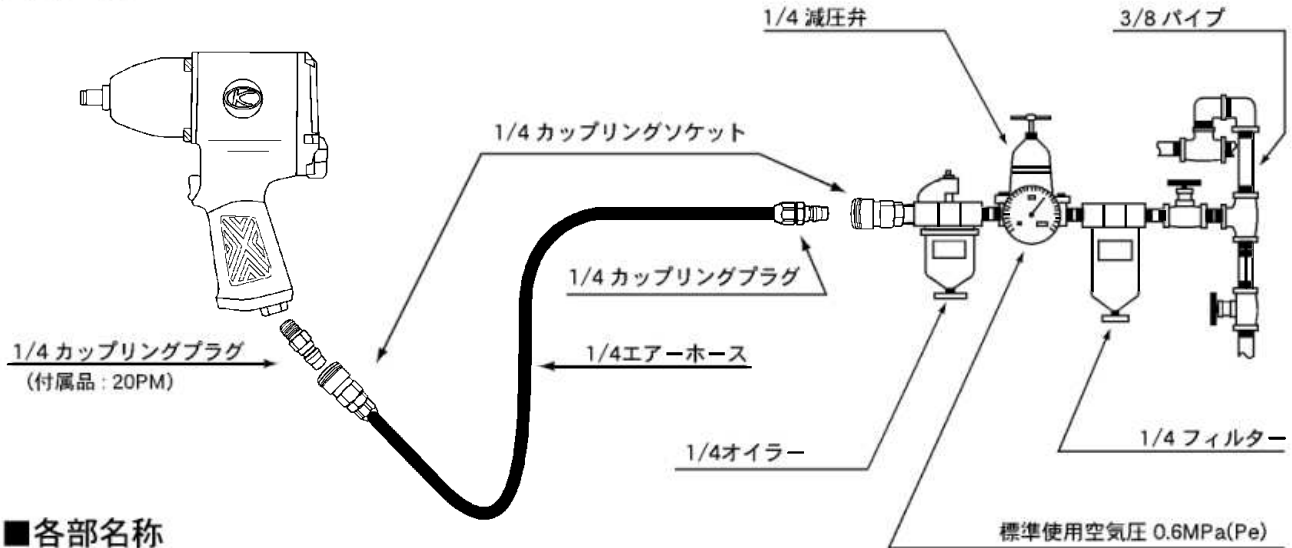 1/4 減圧弁
3/8 パイプ
1/4 カップリングソケット
1/4 カップリングプラグ
1/4 カップリングプラグ
(付属品 : 20PM)
1/4エアーホース
1/4オイラー
1/4 フィルター
標準使用空気圧 0.6MPa(Pe)
■各部名称